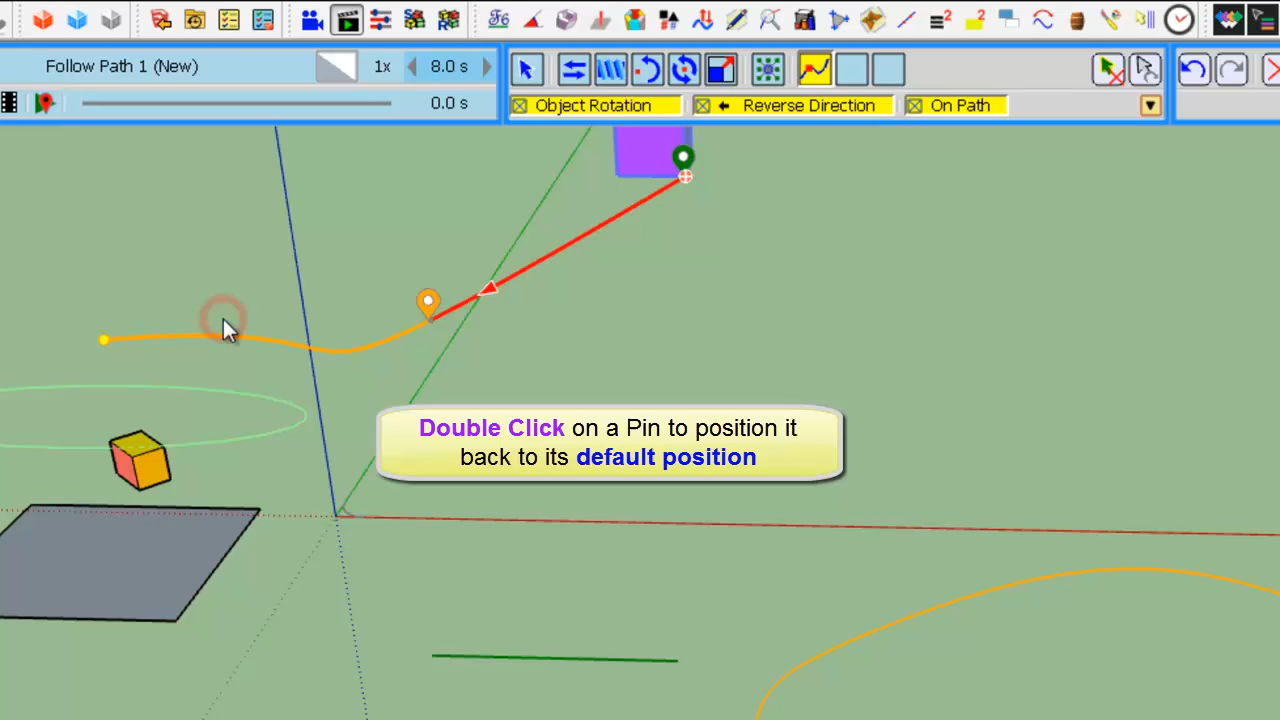 Follow Path 1 (New)
1x
8.0 s
0.0 s
Object Rotation
Reverse Direction
On Path
Double Click on a Pin to position it
back to its default position